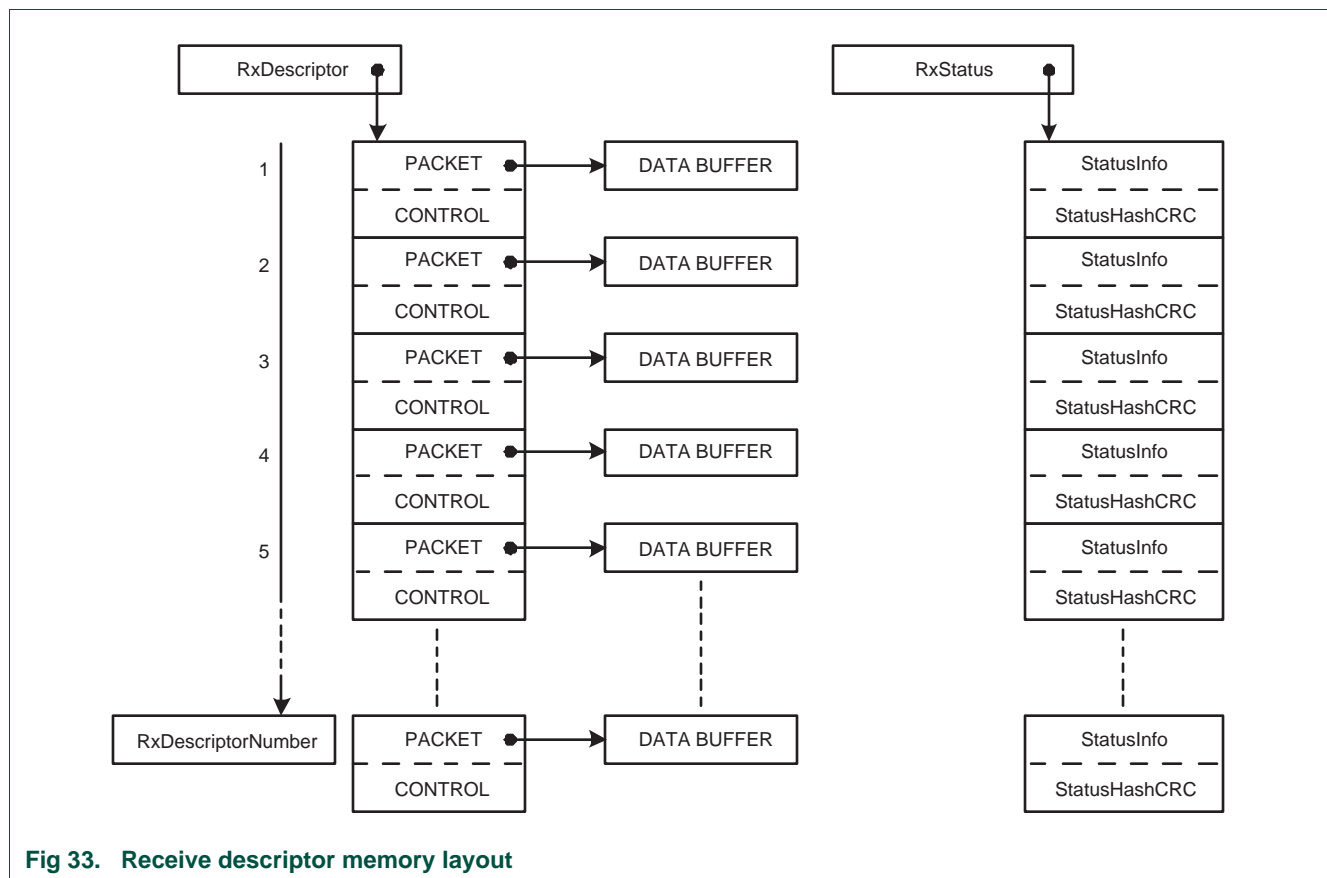 RxDescriptor
RxStatus
1
PACKET
DATA BUFFER
StatusInfo
CONTROL
StatusHashCRC
2
PACKET
DATA BUFFER
StatusInfo
CONTROL
StatusHashCRC
3
PACKET
DATA BUFFER
StatusInfo
CONTROL
StatusHashCRC
4
PACKET
DATA BUFFER
StatusInfo
CONTROL
StatusHashCRC
5
PACKET
DATA BUFFER
StatusInfo
CONTROL
StatusHashCRC
RxDescriptorNumber
PACKET
DATA BUFFER
StatusInfo
CONTROL
StatusHashCRC
Fig 33. Receive descriptor memory layout